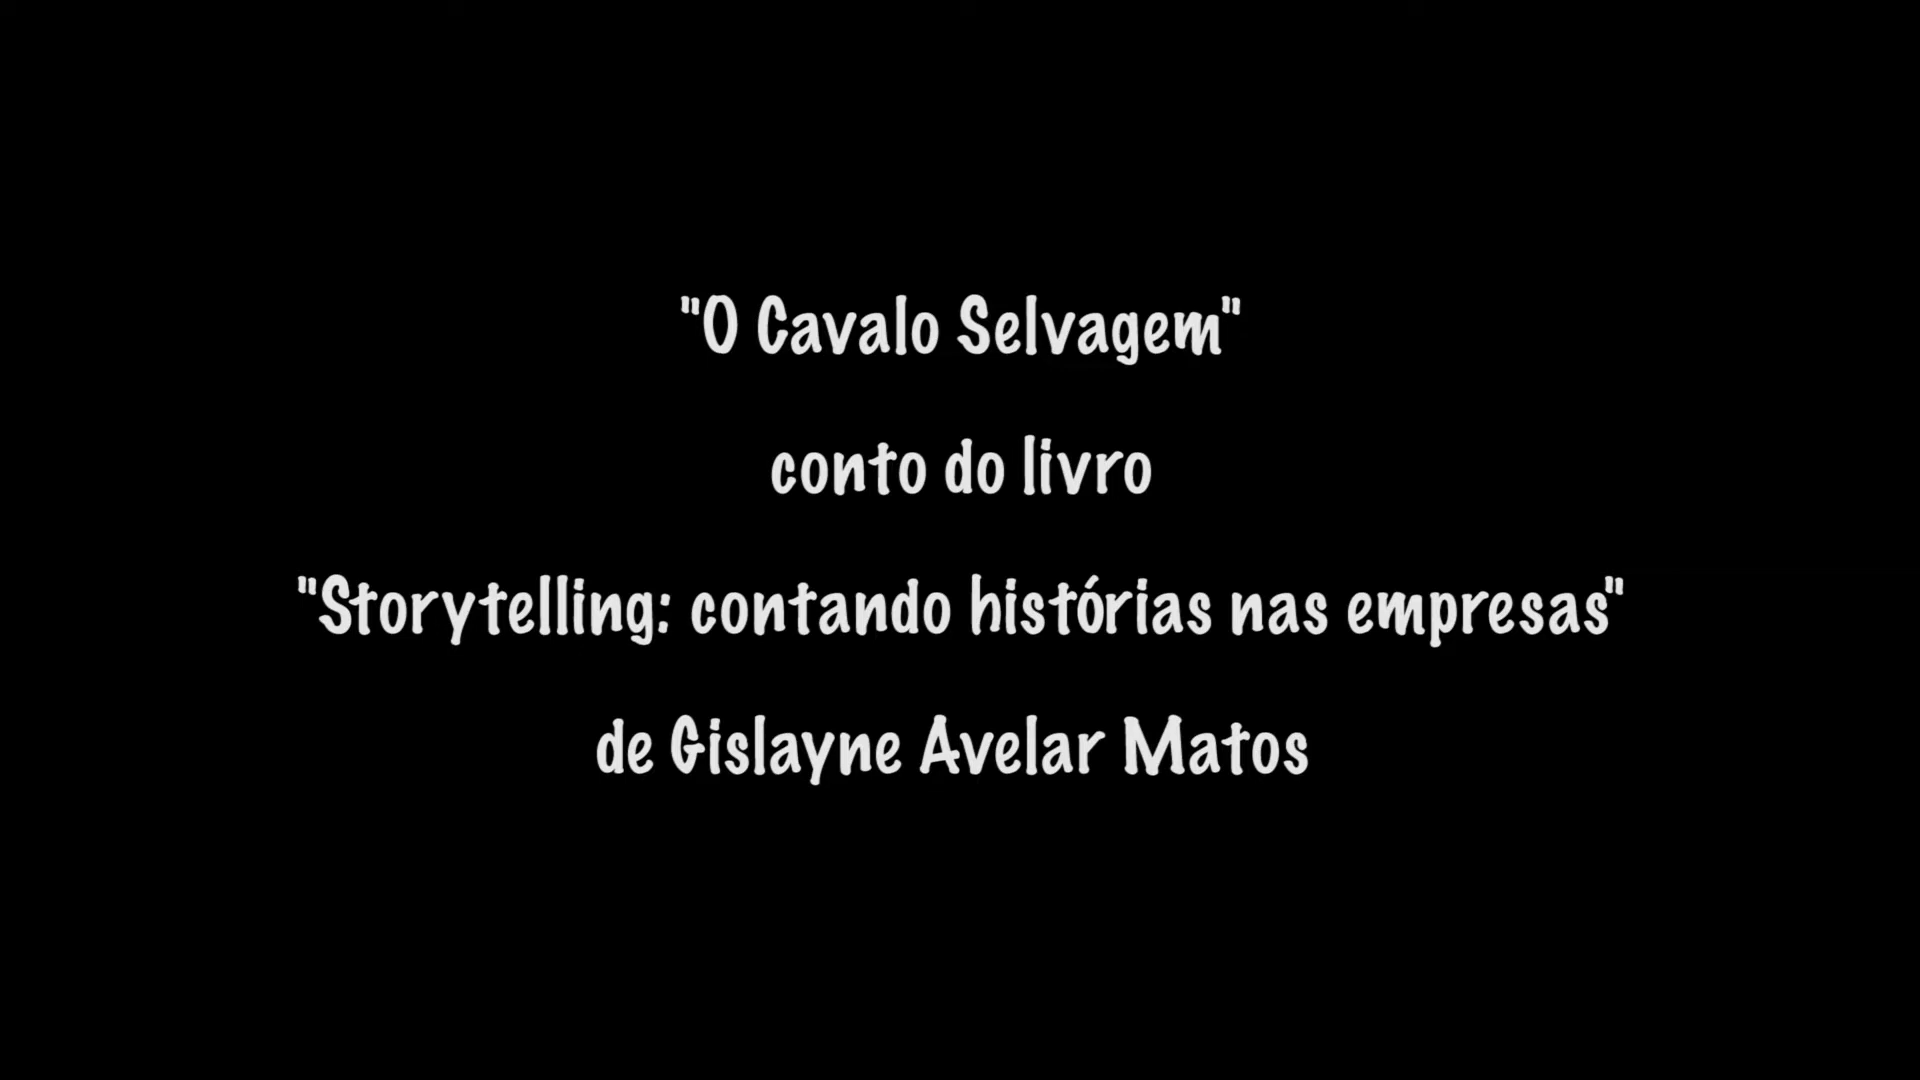 "O Cavalo Selvagem"
conto do livro
"Storytelling: contando histórias nas empresas"
de Gislayne Avelar Matos